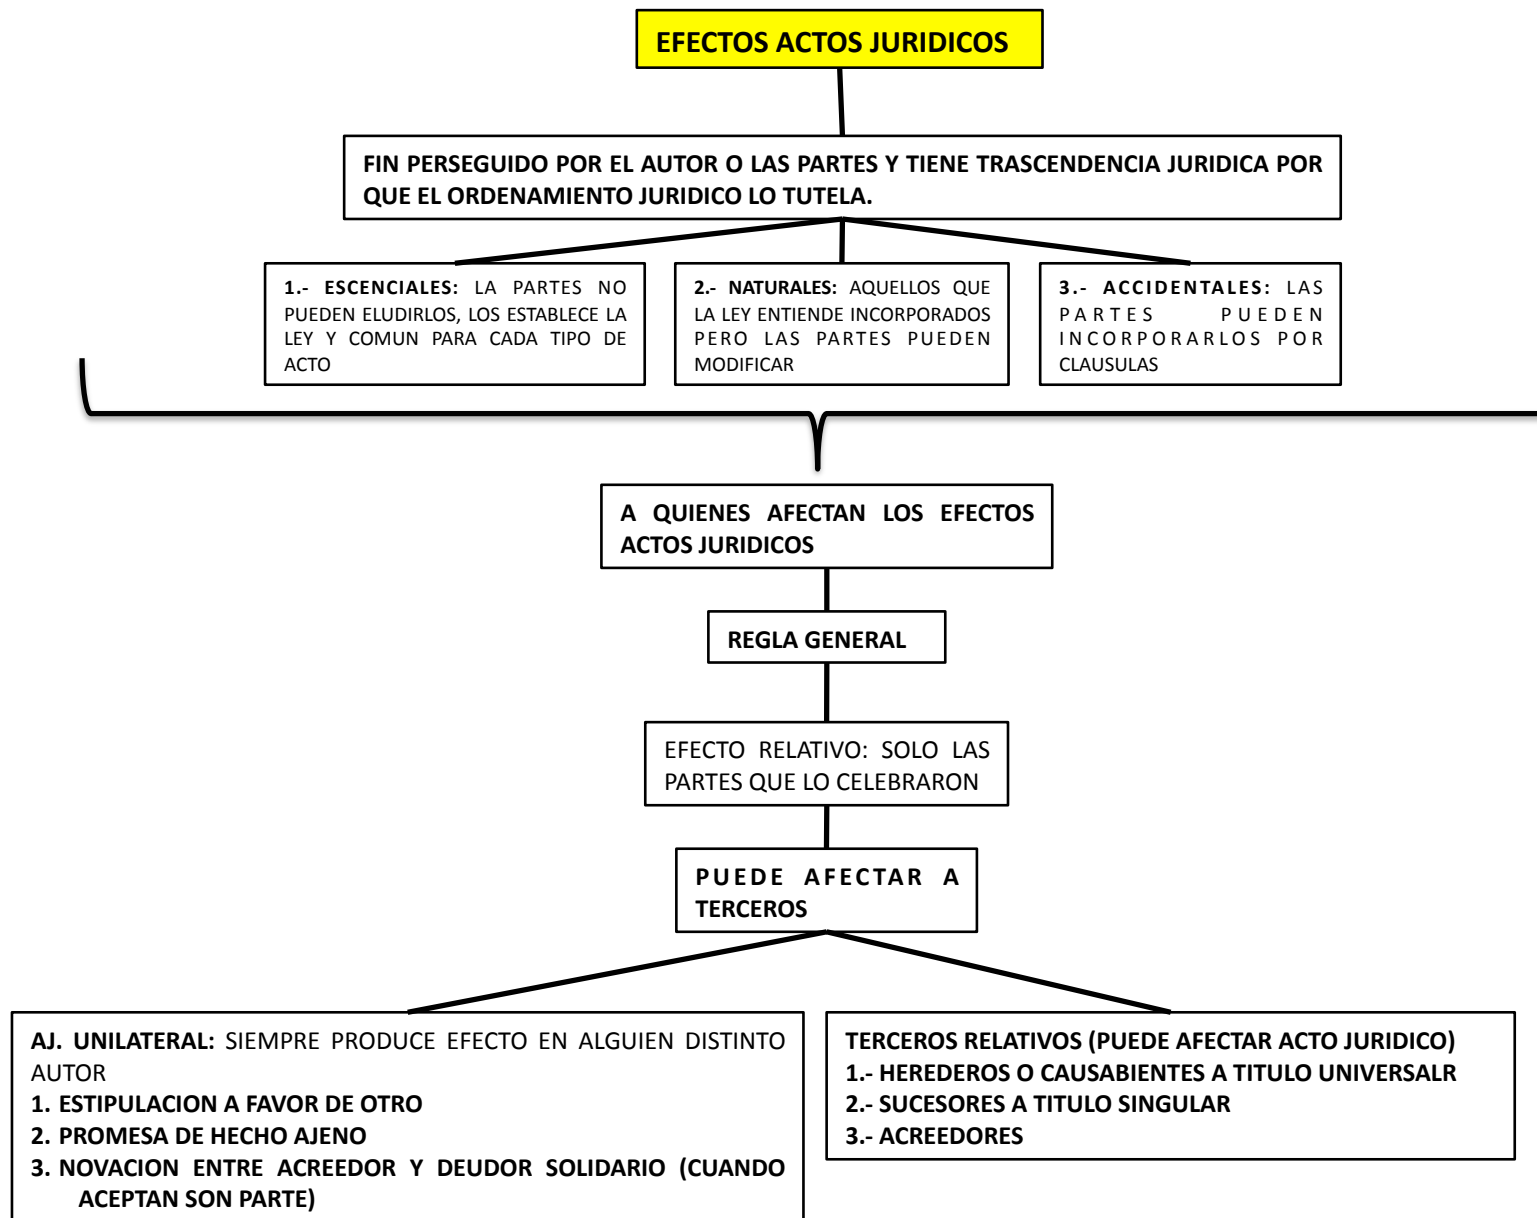 EFECTOS ACTOS JURIDICOS
FIN PERSEGUIDO POR EL AUTOR O LAS PARTES Y TIENE TRASCENDENCIA JURIDICA POR
QUE EL ORDENAMIENTO JURIDICO LO TUTELA.
1.- ESCENCIALES: LA PARTES NO
PUEDEN ELUDIRLOS, LOS ESTABLECE LA
LEY Y COMUN PARA CADA TIPO DE
ACTO
2.- NATURALES: AQUELLOS QUE
LA LEY ENTIENDE INCORPORADOS
PERO LAS PARTES PUEDEN
MODIFICAR
3.- ACCIDENTALES: LAS
PARTES PUEDEN
INCORPORARLOS POR
CLAUSULAS
A QUIENES AFECTAN LOS EFECTOS
ACTOS JURIDICOS
REGLA GENERAL
EFECTO RELATIVO: SOLO LAS
PARTES QUE LO CELEBRARON
PUEDE AFECTAR A
TERCEROS
AJ. UNILATERAL: SIEMPRE PRODUCE EFECTO EN ALGUIEN DISTINTO
AUTOR
1. ESTIPULACION A FAVOR DE OTRO
2. PROMESA DE HECHO AJENO
3. NOVACION ENTRE ACREEDOR Y DEUDOR SOLIDARIO (CUANDO
ACEPTAN SON PARTE)
TERCEROS RELATIVOS (PUEDE AFECTAR ACTO JURIDICO)
1.- HEREDEROS O CAUSABIENTES A TITULO UNIVERSALR
2.- SUCESORES A TITULO SINGULAR
3.- ACREEDORES